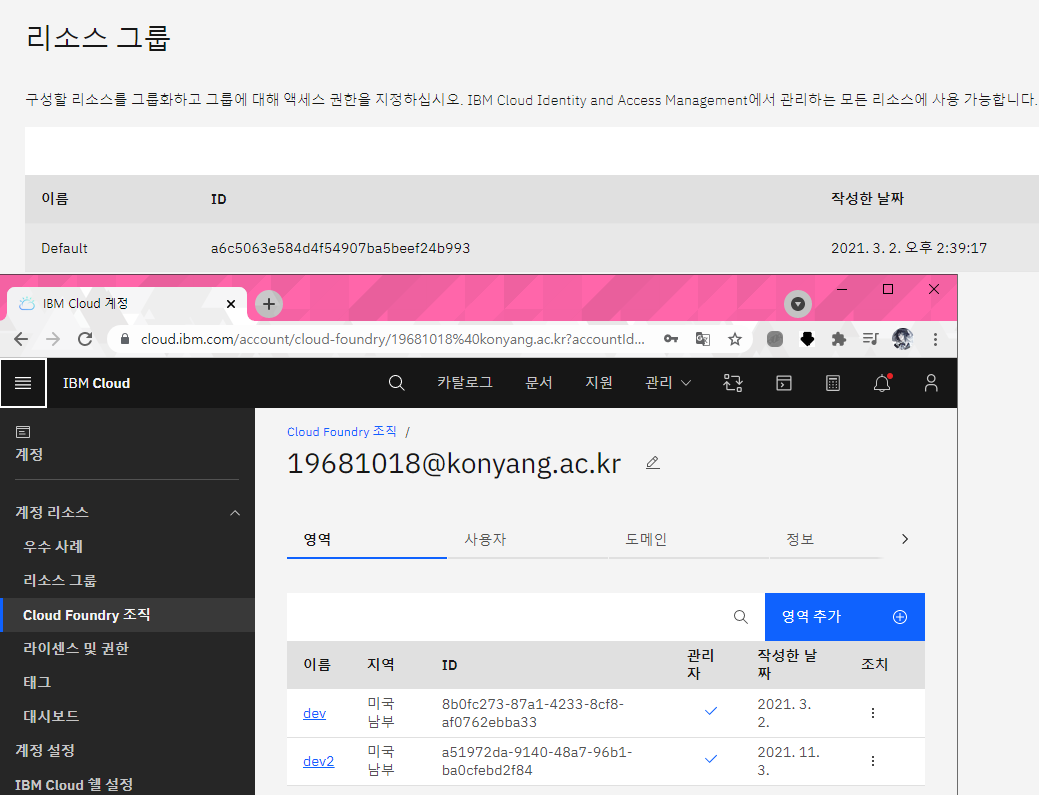 리소스 그룹
구성할 리소스를 그룹화하고 그룹에 대해 액세스 권한을 지정하십시오. IBM Cloud Identity and Access Management에서 관리하는 모든 리소스에 사용 가능합니다.
이름 ID 작성한 날짜
Default a6c5063e584d4f54907ba5beef24b993 2021. 3. 2. 오후 2:39:17
IBM Cloud 계정
cloud.ibm.com/account/cloud-foundry/19681018%40konyang.ac.kr?accountId...
IBM Cloud 카탈로그 문서 지원 관리
계정
계정 리소스
우수 사례
리소스 그룹
Cloud Foundry 조직
라이센스 및 권한
태그
대시보드
계정 설정
IBM Cloud 쉘 설정
Cloud Foundry 조직 /
19681018@konyang.ac.kr
영역 사용자 도메인 정보
영역 추가
이름 지역 ID 관리
자 작성한 날
짜 조치
dev 미국
남부 8b0fc273-87a1-4233-8cf8-
af0762ebba33 2021. 3.
2.
dev2 미국
남부 a51972da-9140-48a7-96b1-
ba0cfebd2f84 2021. 11.
3.